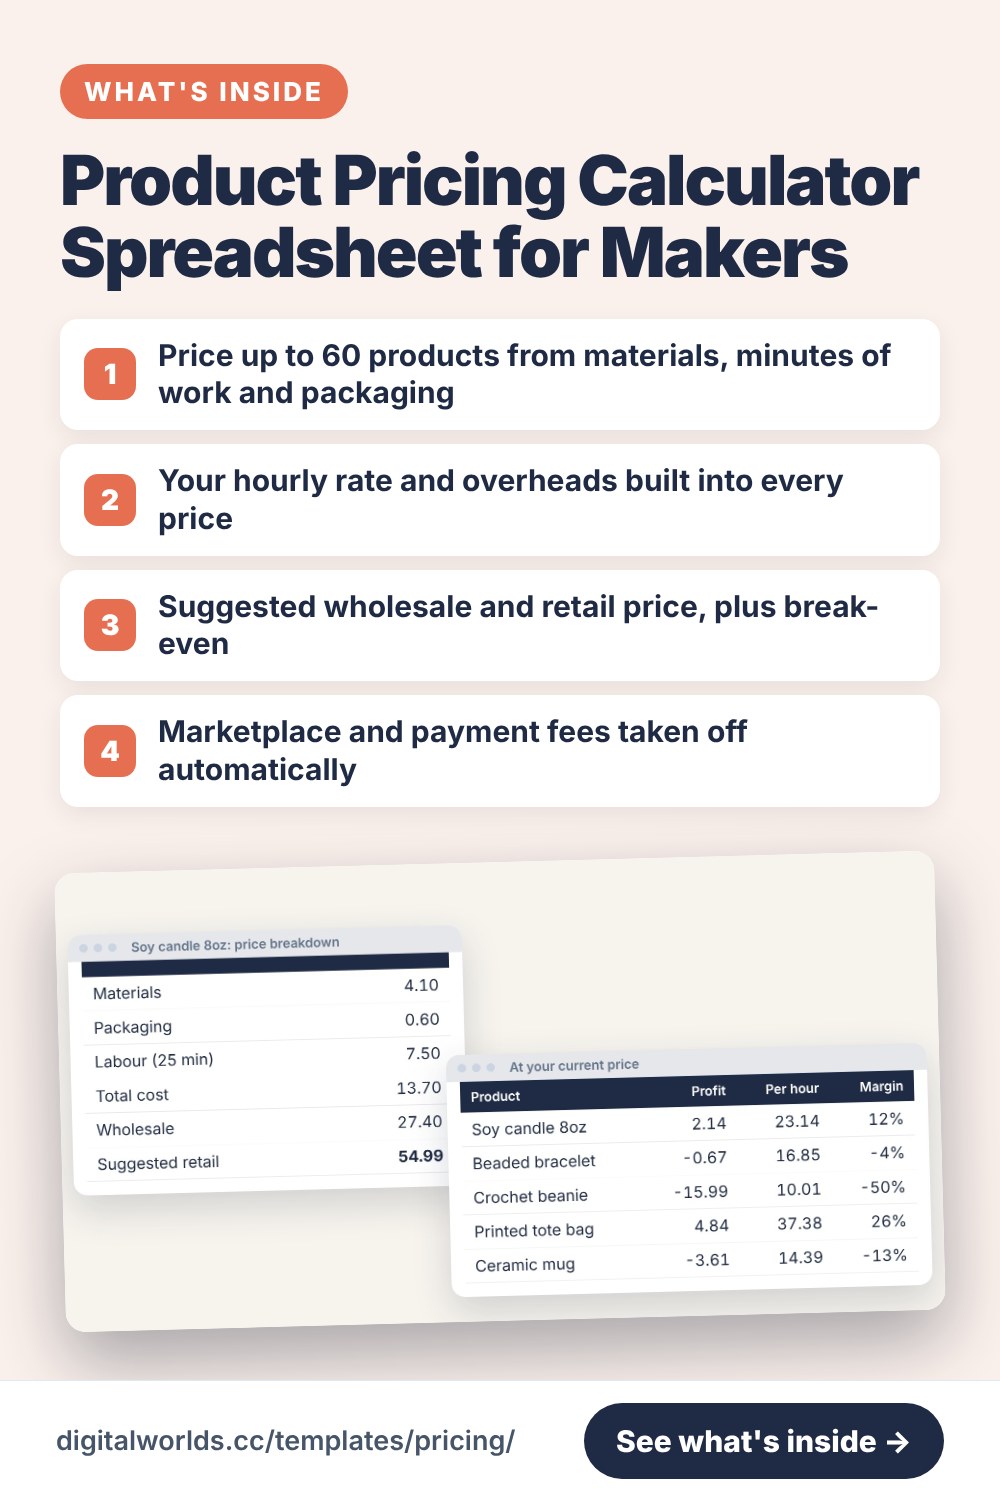 WHAT'S INSIDE
Product Pricing Calculator
Spreadsheet for Makers
1 Price up to 60 products from materials, minutes of
work and packaging
2 Your hourly rate and overheads built into every
price
3 Suggested wholesale and retail price, plus break-
even
4 Marketplace and payment fees taken off
automatically
Soy candle 8oz: price breakdown
Materials 4.10
Packaging 0.60
Labour (25 min) 7.50
Total cost 13.70
Wholesale 27.40
Suggested retail 54.99
At your current price
Product Profit Per hour Margin
Soy candle 8oz 2.14 23.14 12%
Beaded bracelet -0.67 16.85 -4%
Crochet beanie -15.99 10.01 -50%
Printed tote bag 4.84 37.38 26%
Ceramic mug -3.61 14.39 -13%
digitalworlds.cc/templates/pricing/
See what's inside →